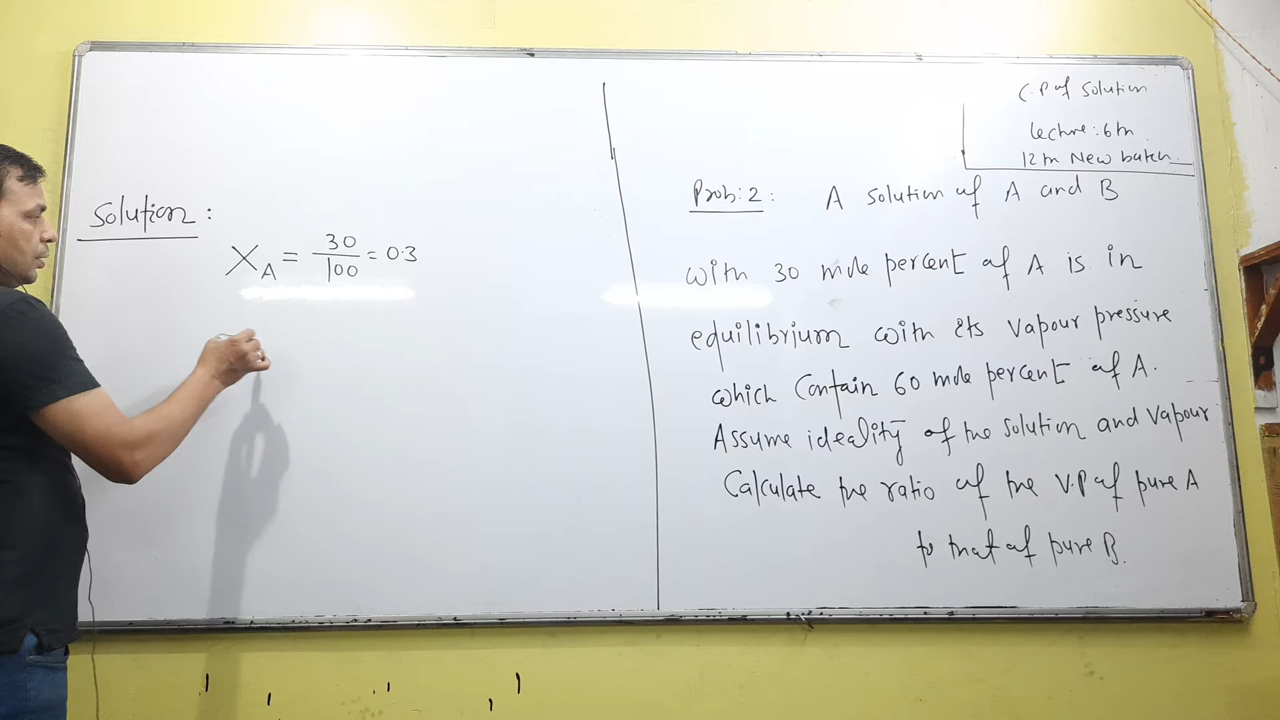 C.P of Solution
Lecture: 6th
12th New batch
Solution:
X_A = 30/100 = 0.3
Prob: 2: A solution of A and B
with 30 mole percent of A is in
equilibrium with its vapour pressure
which Contain 60 mole percent of A.
Assume ideality of the solution and Vapour
Calculate the ratio of the V.P of pure A
to that of pure B.